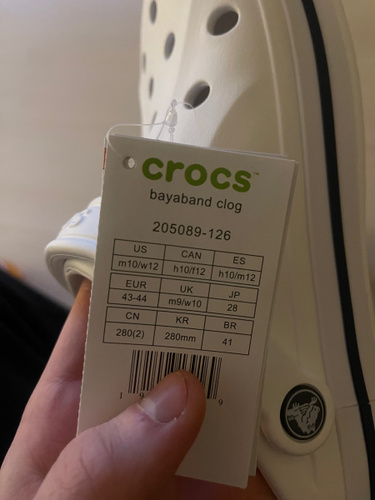 crocs™
bayaband clog
205089-126
US CAN ES
m10/w12 h10/f12 h10/m12
EUR UK JP
43-44 m9/w10 28
CN KR BR
280(2) 280mm 41